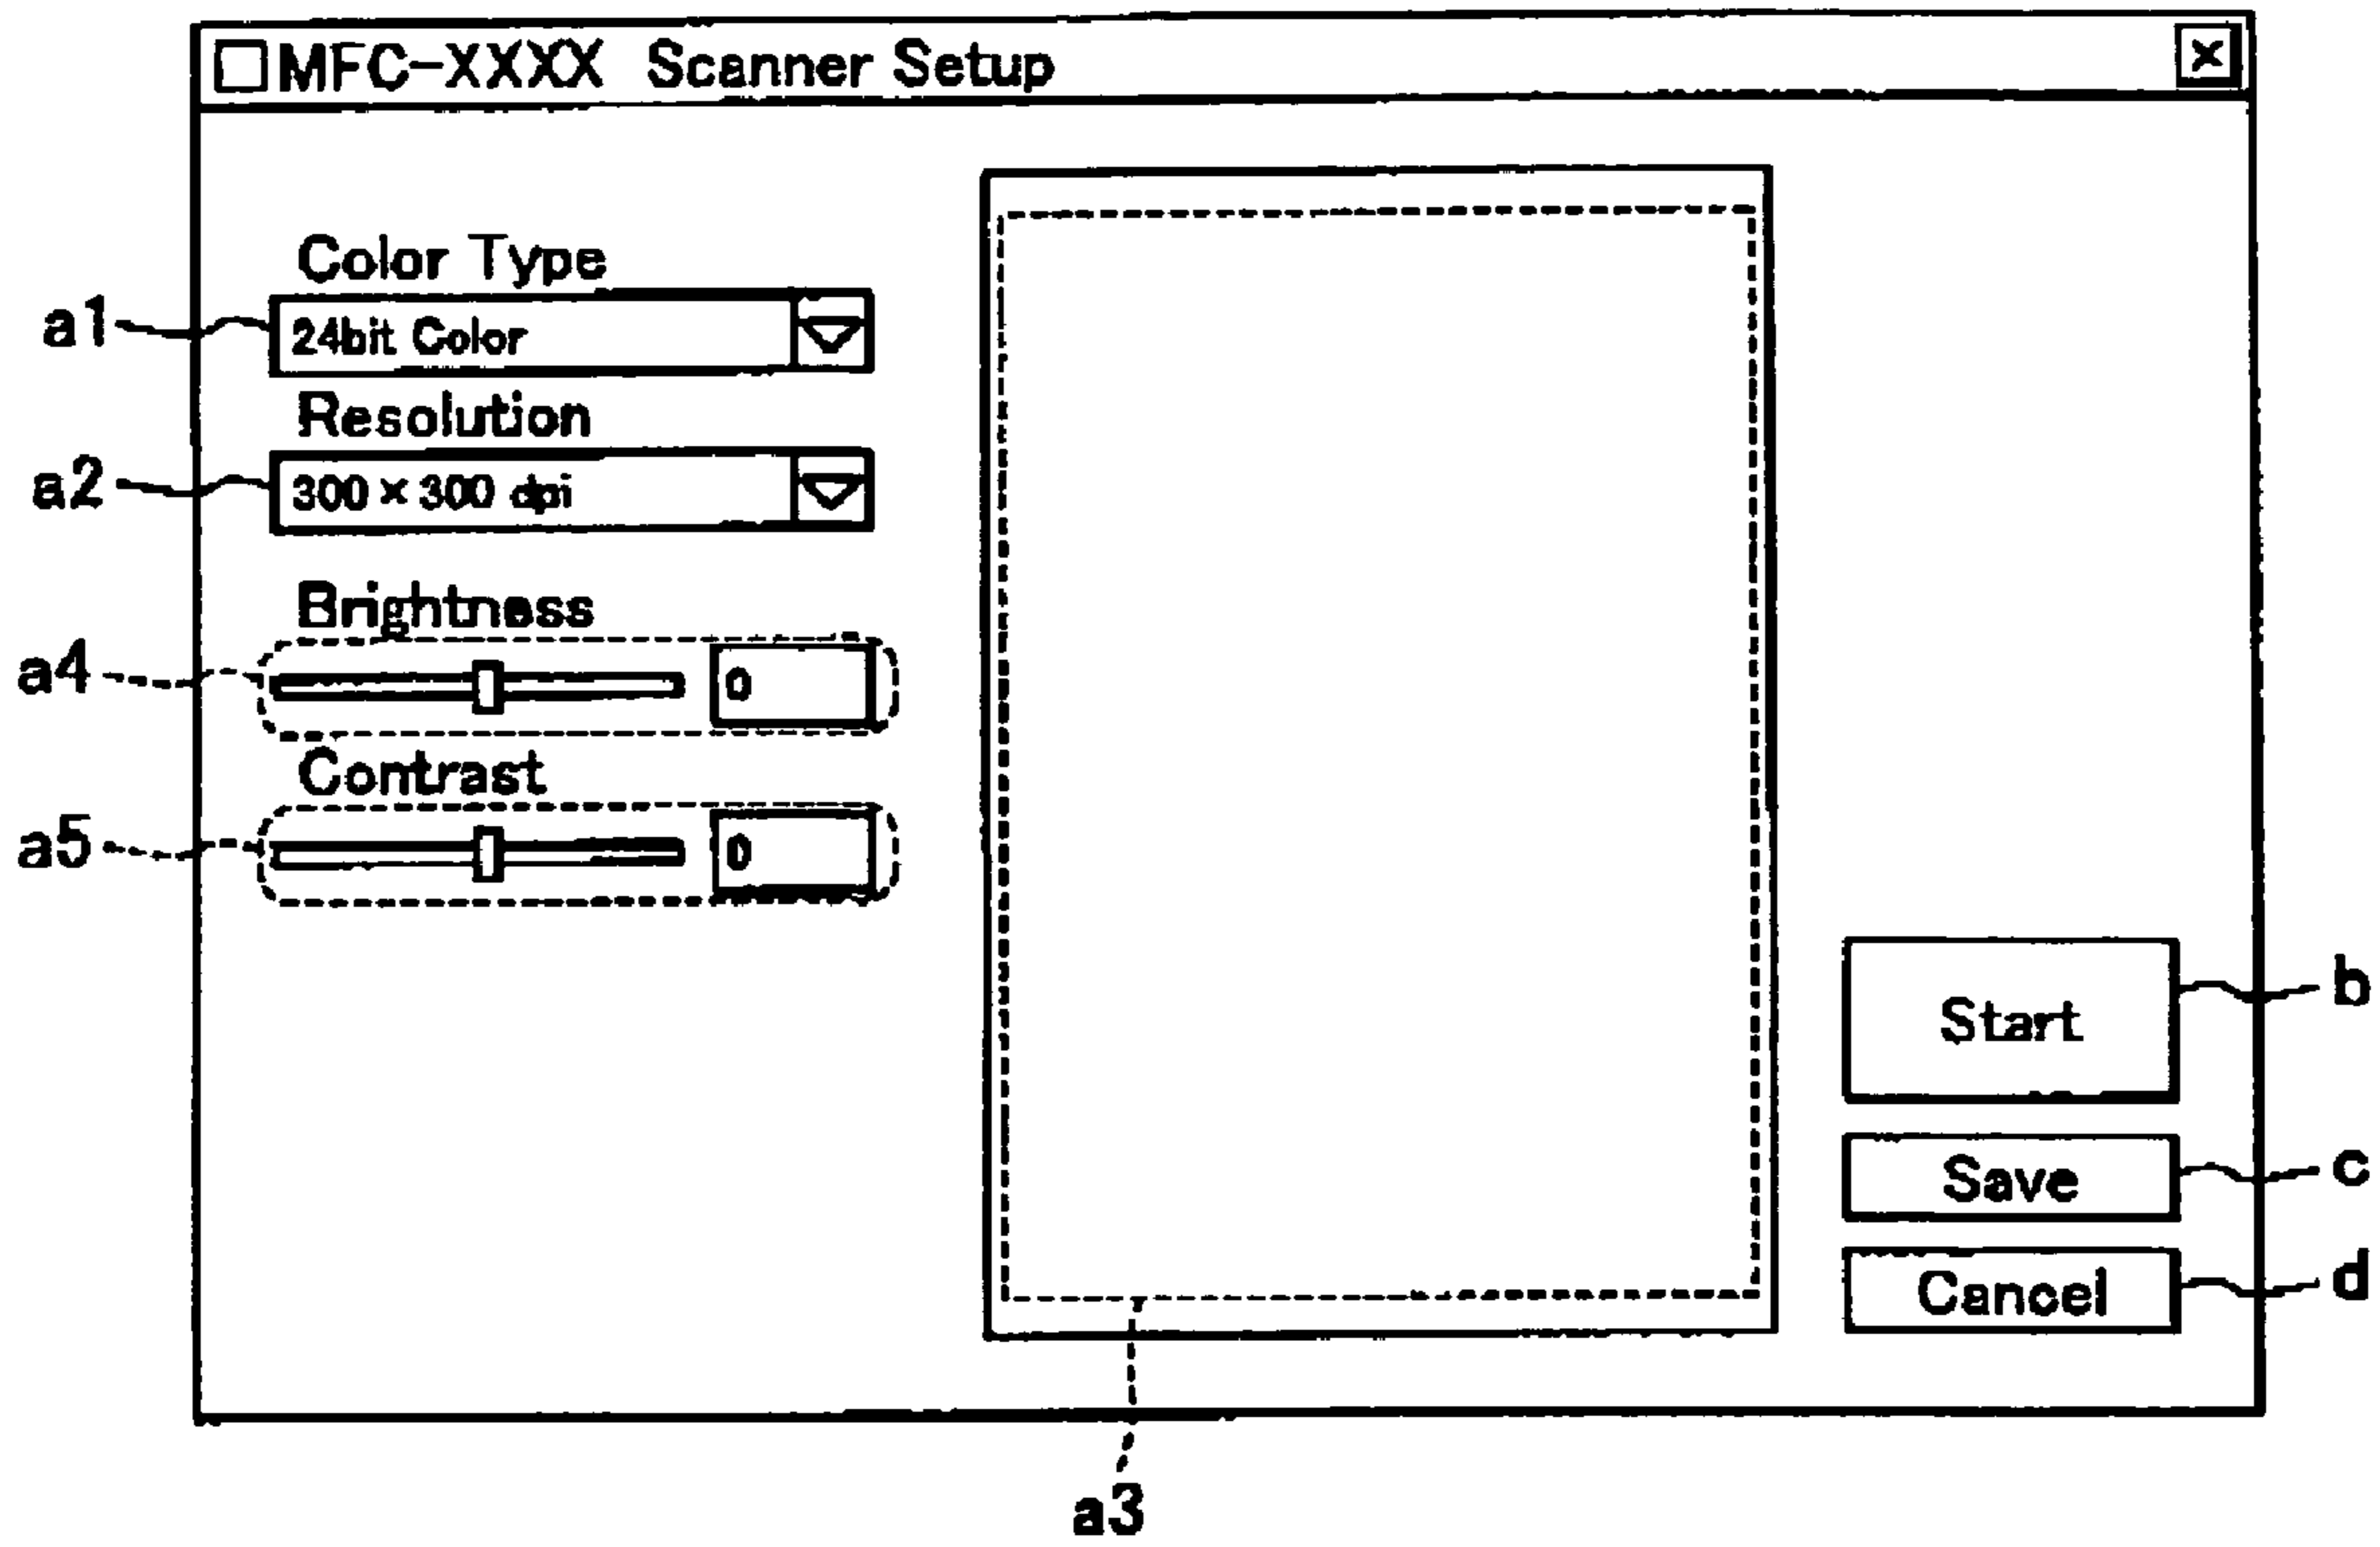 MFC-XXXX Scanner Setup
×
Color Type
a1
24bit Color
Resolution
a2
300 × 300 dpi
Brightness
a4
0
Contrast
a5
0
Start
b
Save
c
Cancel
d
a3